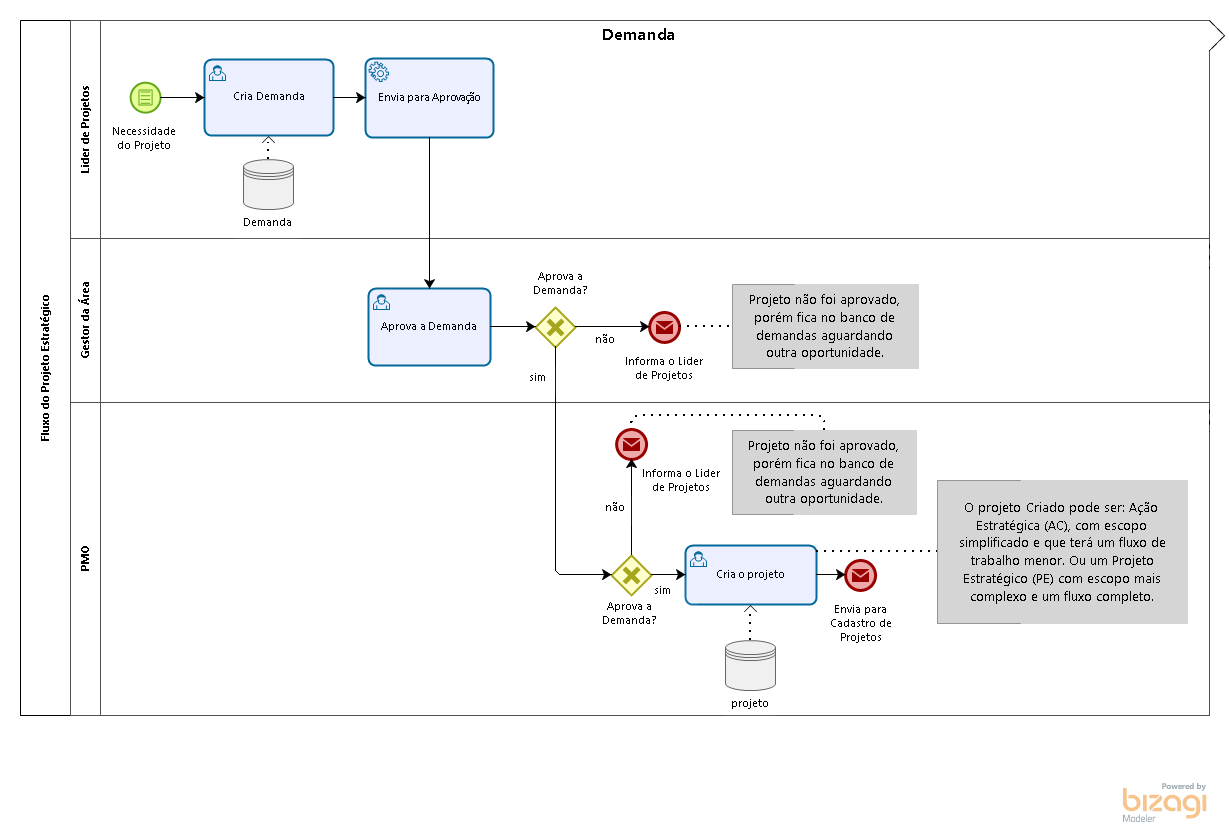 Demanda
Fluxo do Projeto Estratégico
Lider de Projetos
Necessidade
do Projeto
Cria Demanda
Envia para Aprovação
Demanda
Gestor da Área
Aprova a Demanda
Aprova a
Demanda?
não
sim
Informa o Lider
de Projetos
Projeto não foi aprovado,
porém fica no banco de
demandas aguardando
outra oportunidade.
PMO
Informa o Lider
de Projetos
Projeto não foi aprovado,
porém fica no banco de
demandas aguardando
outra oportunidade.
não
Aprova a
Demanda?
sim
Cria o projeto
projeto
Envia para
Cadastro de
Projetos
O projeto Criado pode ser: Ação
Estratégica (AC), com escopo
simplificado e que terá um fluxo de
trabalho menor. Ou um Projeto
Estratégico (PE) com escopo mais
complexo e um fluxo completo.
Powered by
bizagi
Modeler